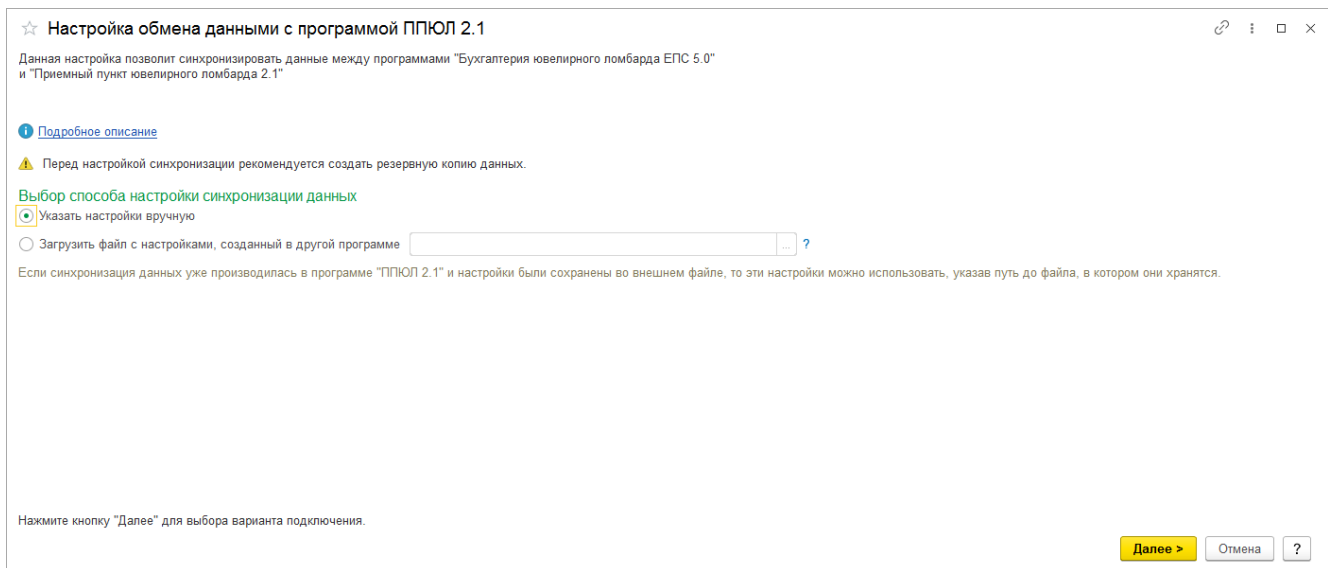 Настройка обмена данными с программой ППЮЛ 2.1
Данная настройка позволит синхронизировать данные между программами "Бухгалтерия ювелирного ломбарда ЕПС 5.0"
и "Приемный пункт ювелирного ломбарда 2.1"
Подробное описание
Перед настройкой синхронизации рекомендуется создать резервную копию данных.
Выбор способа настройки синхронизации данных
Указать настройки вручную
Загрузить файл с настройками, созданный в другой программе ... ?
Если синхронизация данных уже производилась в программе "ППЮЛ 2.1" и настройки были сохранены во внешнем файле, то эти настройки можно использовать, указав путь до файла, в котором они хранятся.
Нажмите кнопку "Далее" для выбора варианта подключения.
Далее > Отмена ?